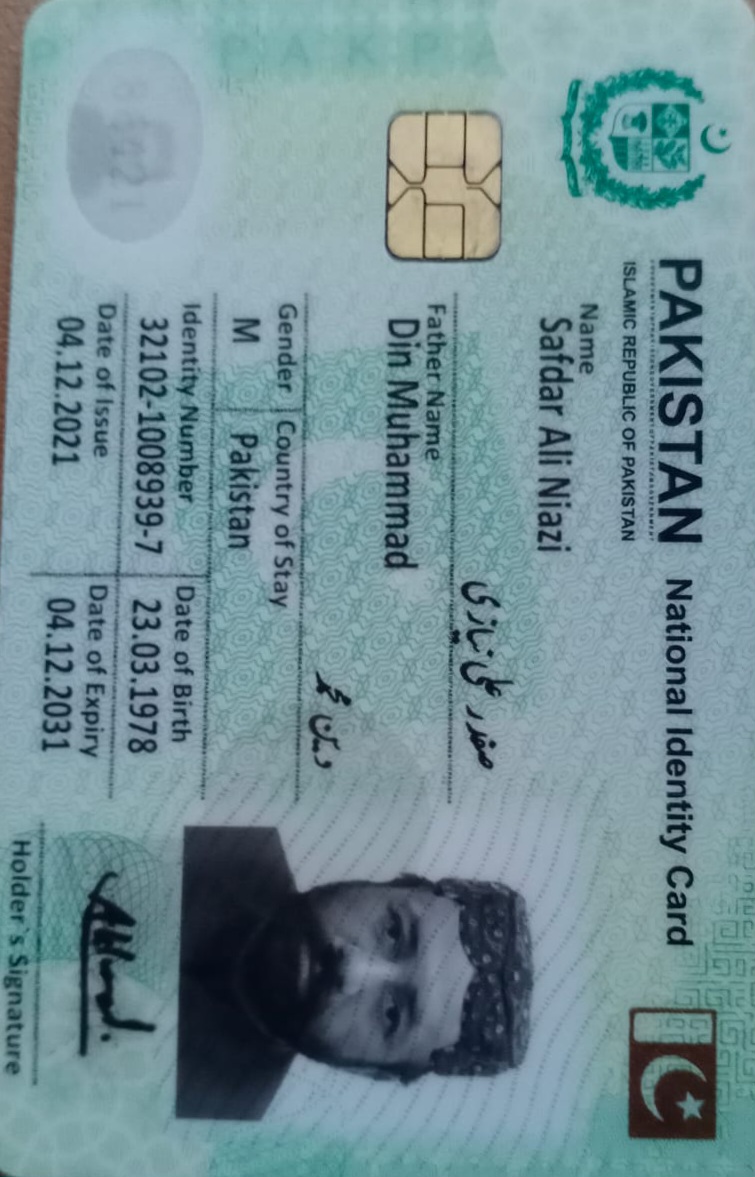 PAKISTAN National Identity Card
ISLAMIC REPUBLIC OF PAKISTAN
Name
Safdar Ali Niazi
صفدر علی نیازی
Father Name
Din Muhammad
دین محمد
Gender Country of Stay
M Pakistan
Identity Number Date of Birth
32102-1008939-7 23.03.1978
Date of Issue Date of Expiry
04.12.2021 04.12.2031
Holder's Signature